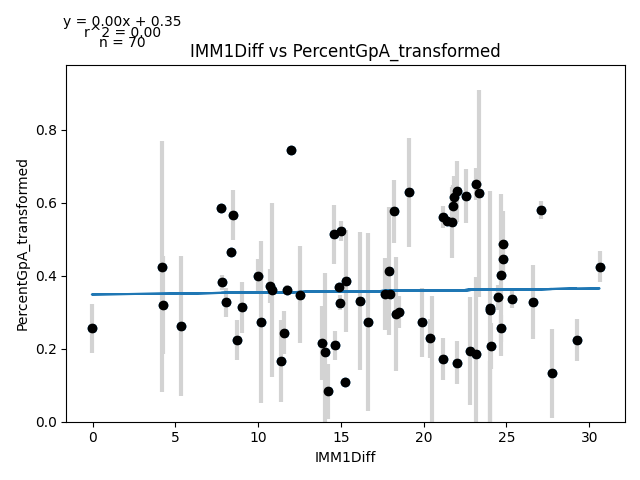 y = 0.00x + 0.35
r^2 = 0.00
n = 70
IMM1Diff vs PercentGpA_transformed
PercentGpA_transformed
0.8
0.6
0.4
0.2
0.0
0 5 10 15 20 25 30
IMM1Diff